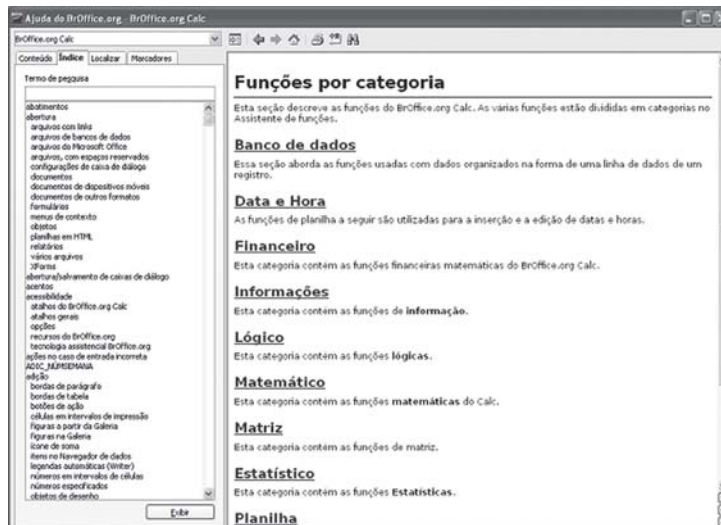 Ajuda do BrOffice.org - BrOffice.org Calc
BrOffice.org Calc
Conteúdo Índice Localizar Marcadores
Termo de pesquisa
abatimentos
abertura
arquivos com links
arquivos de bancos de dados
arquivos do Microsoft Office
arquivos, com espaços reservados
configurações de caixa de diálogo
documentos
documentos de dispositivos móveis
documentos de outros formatos
formulários
menus de contexto
objetos
planilhas em HTML
relatórios
vários arquivos
XForms
abertura/salvamento de caixas de diálogo
acentos
acessibilidade
atalhos do BrOffice.org Calc
atalhos gerais
opções
recursos do BrOffice.org
tecnologia assistencial BrOffice.org
ações no caso de entrada incorreta
ADIC_NÚMSEMANA
adição
bordas de parágrafo
bordas de tabela
botões de ação
células em intervalos de impressão
figuras a partir da Galeria
figuras na Galeria
ícone de soma
itens no Navegador de dados
legendas automáticas (Writer)
números em intervalos de células
números especificados
objetos de desenho
Exibir
Funções por categoria
Esta seção descreve as funções do BrOffice.org Calc. As várias funções estão divididas em categorias no
Assistente de funções.
Banco de dados
Essa seção aborda as funções usadas com dados organizados na forma de uma linha de dados de um
registro.
Data e Hora
As funções de planilha a seguir são utilizadas para a inserção e a edição de datas e horas.
Financeiro
Esta categoria contém as funções financeiras matemáticas do BrOffice.org Calc.
Informações
Esta categoria contém as funções de informação.
Lógico
Esta categoria contém as funções lógicas.
Matemático
Esta categoria contém as funções matemáticas do Calc.
Matriz
Esta categoria contém as funções de matriz.
Estatístico
Esta categoria contém as funções Estatísticas.
Planilha